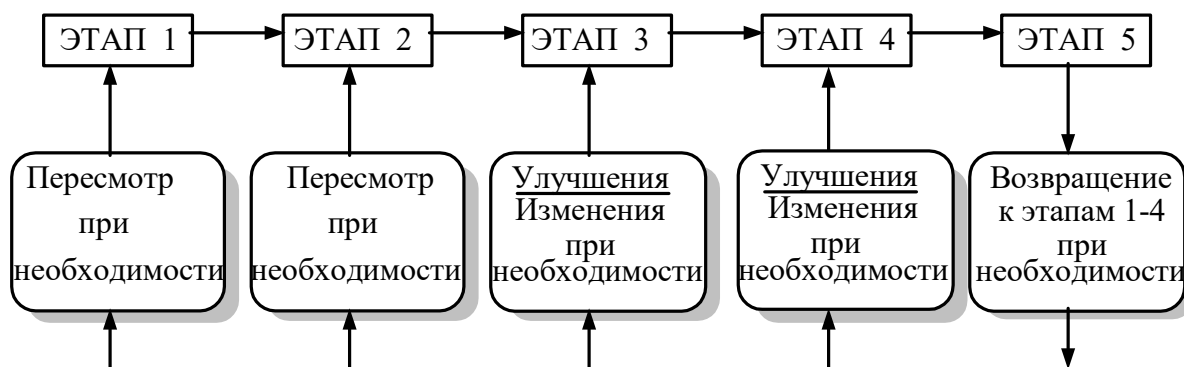 ЭТАП 1
ЭТАП 2
ЭТАП 3
ЭТАП 4
ЭТАП 5
Пересмотр
при
необходимости
Пересмотр
при
необходимости
Улучшения
Изменения
при
необходимости
Улучшения
Изменения
при
необходимости
Возвращение
к этапам 1-4
при
необходимости